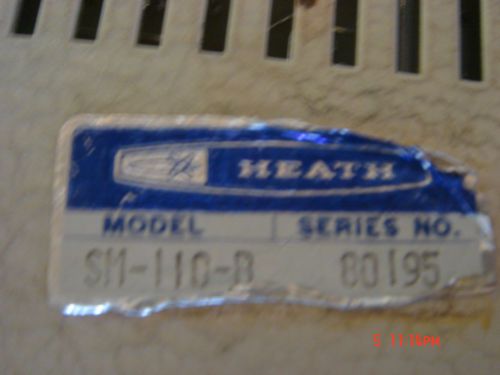 HEATH
MODEL SERIES NO.
SM-110-B 80195